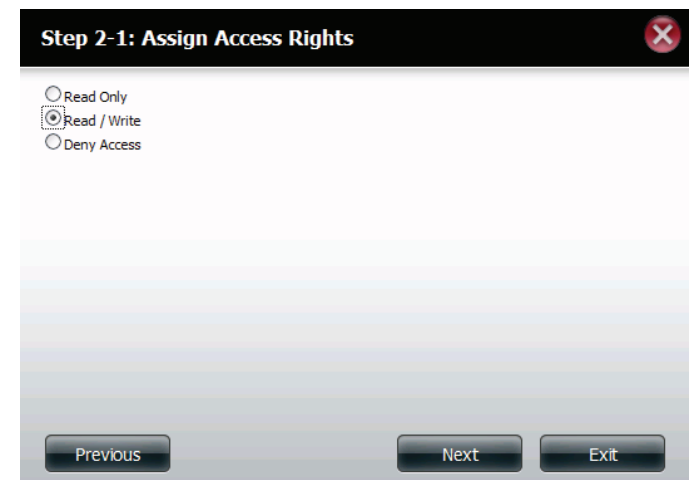 Step 2-1: Assign Access Rights
Read Only
Read / Write
Deny Access
Previous Next Exit